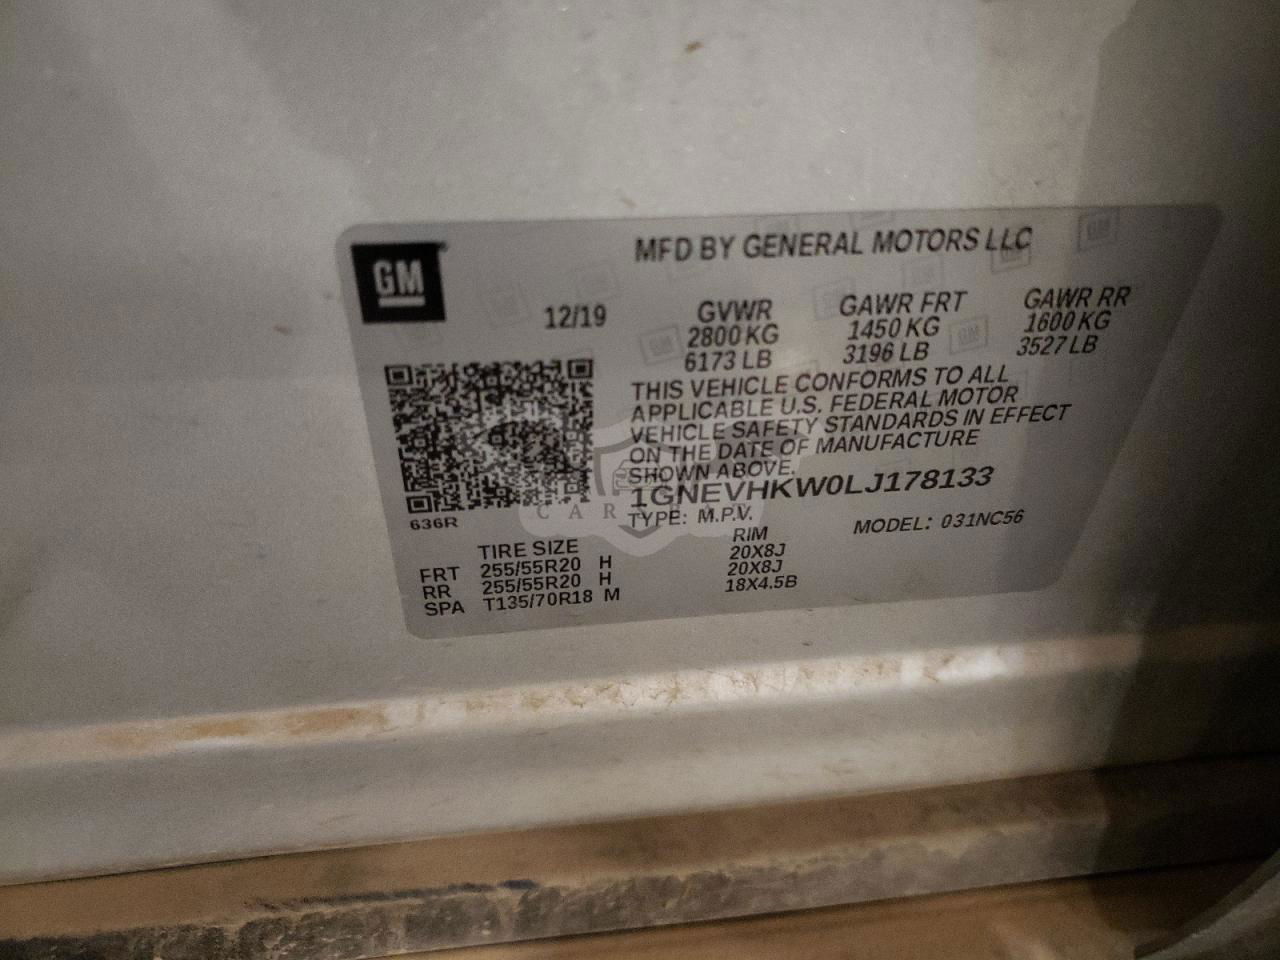 GM
MFD BY GENERAL MOTORS LLC
12/19 GVWR GAWR FRT GAWR RR
2800 KG 1450 KG 1600 KG
6173 LB 3196 LB 3527 LB
THIS VEHICLE CONFORMS TO ALL
APPLICABLE U.S. FEDERAL MOTOR
VEHICLE SAFETY STANDARDS IN EFFECT
ON THE DATE OF MANUFACTURE
SHOWN ABOVE.
1GNEVHKW0LJ178133
636R
TYPE: M.P.V. MODEL: 031NC56
TIRE SIZE RIM
FRT 255/55R20 H 20X8J
RR 255/55R20 H 20X8J
SPA T135/70R18 M 18X4.5B